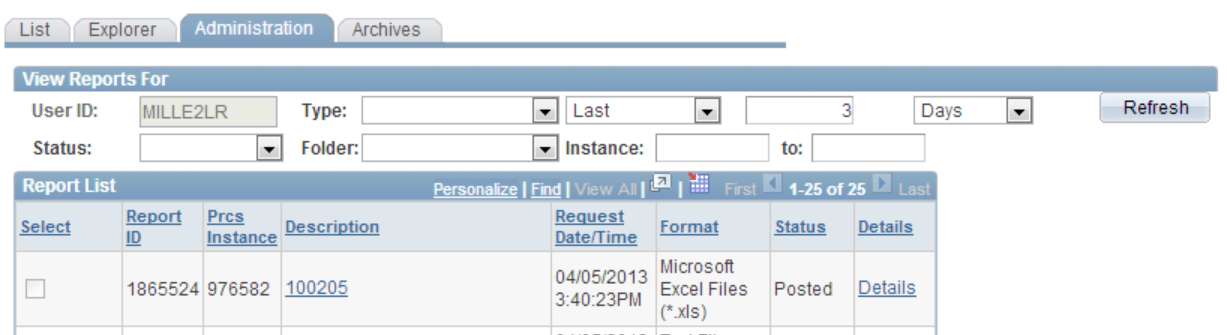 List Explorer Administration Archives
View Reports For
User ID: MILLE2LR Type: Last 3 Days Refresh
Status: Folder: Instance: to:
Report List Personalize | Find | View All | | First 1-25 of 25 Last
Select Report ID Prcs Instance Description Request Date/Time Format Status Details
1865524 976582 100205 04/05/2013 3:40:23PM Microsoft Excel Files (*.xls) Posted Details